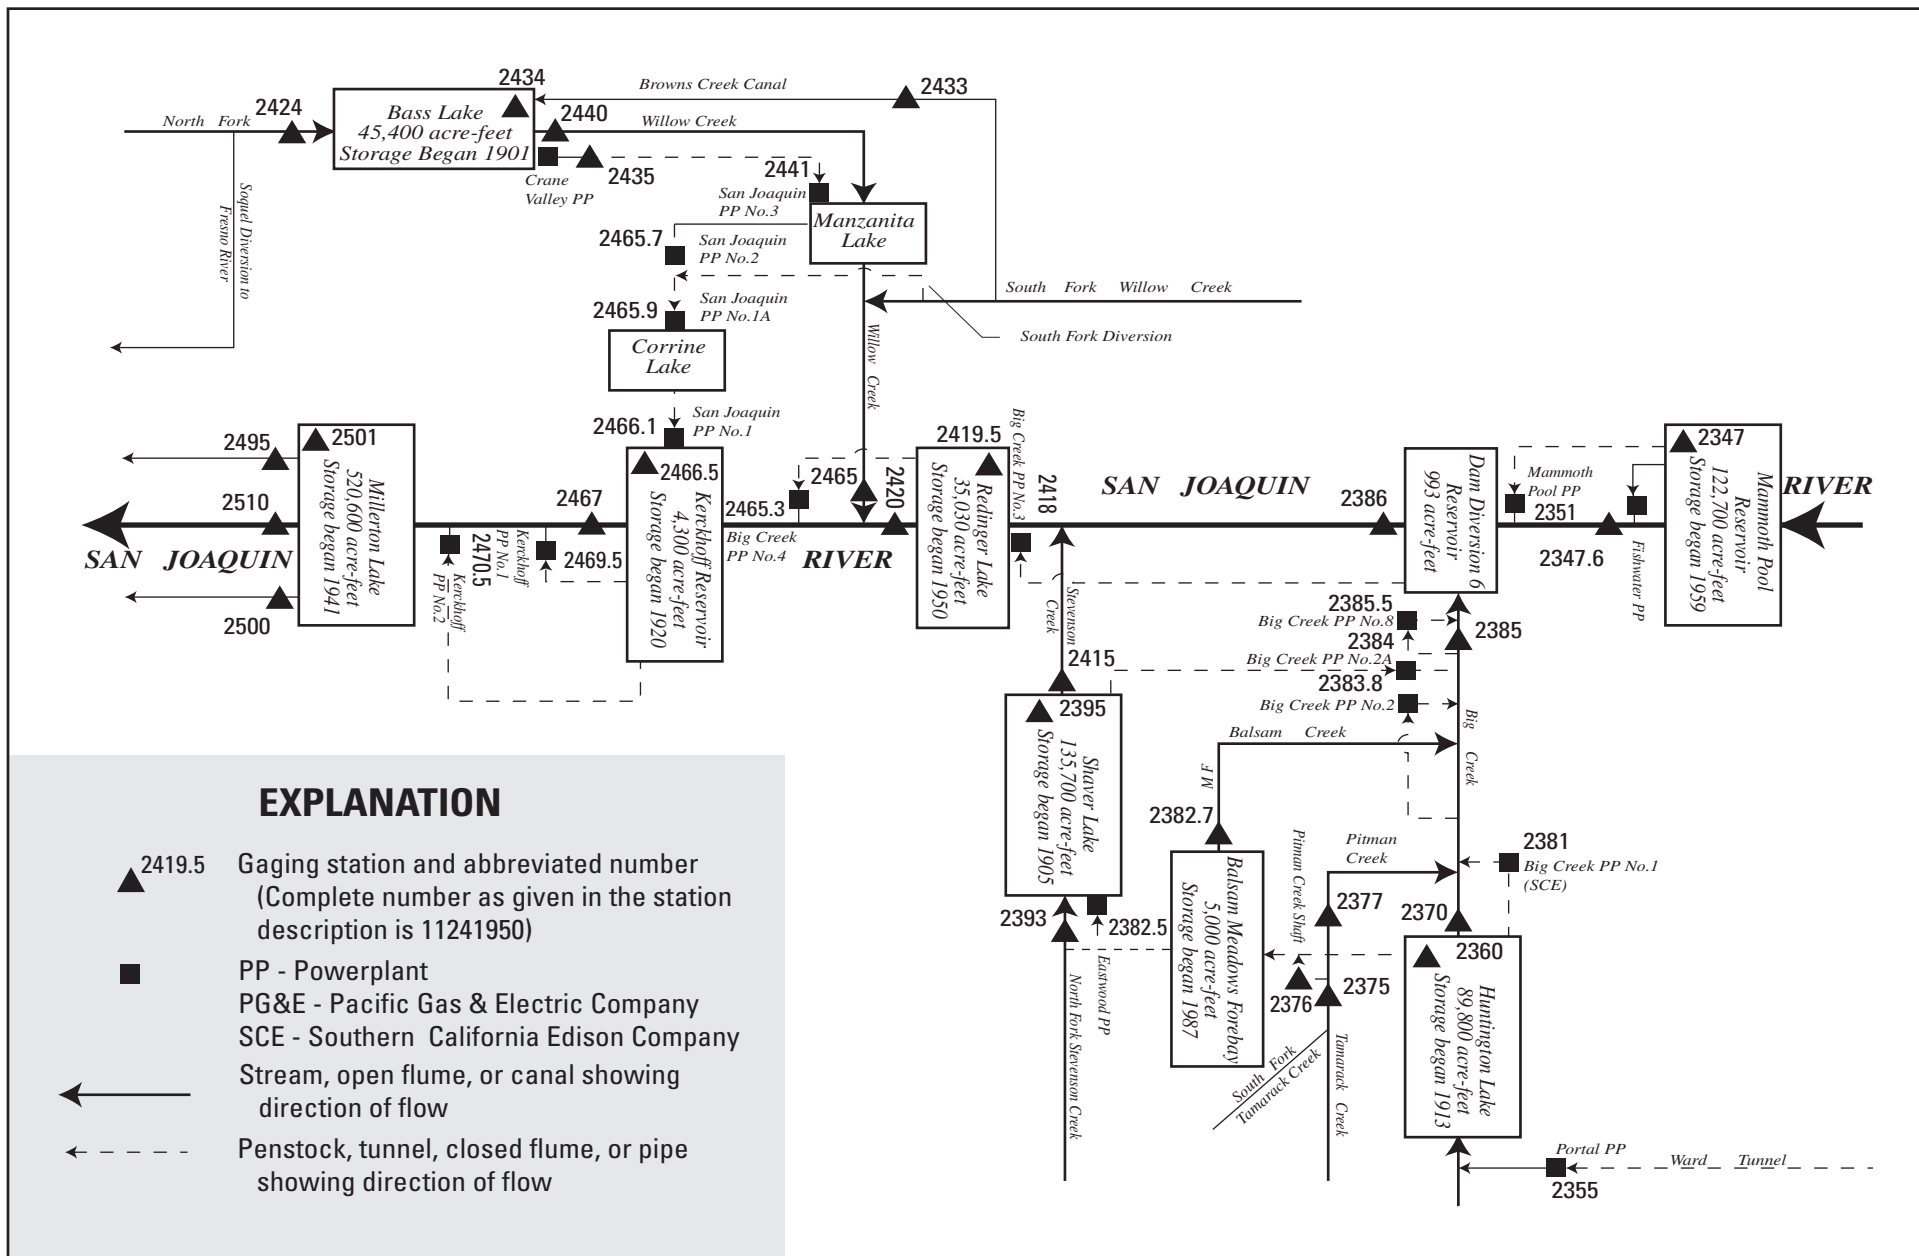 2434
Browns Creek Canal
2433
2424
North Fork
Bass Lake
45,400 acre-feet
Storage Began 1901
2440
Willow Creek
Crane
Valley PP
2435
2441
San Joaquin
PP No.3
Soquel Diversion to
Fresno River
Manzanita
Lake
2465.7
San Joaquin
PP No.2
South Fork Willow Creek
San Joaquin
PP No.1A
2465.9
South Fork Diversion
Corrine
Lake
Willow Creek
2466.1
San Joaquin
PP No.1
2495
2501
Millerton Lake
520,600 acre-feet
Storage began 1941
2510
2500
SAN JOAQUIN
2467
2470.5
Kerckhoff
PP No.1
2469.5
Kerckhoff
PP No.2
2466.5
Kerckhoff Reservoir
4,300 acre-feet
Storage began 1920
2465.3
Big Creek
PP No.4
2465
2420
RIVER
2419.5
Redinger Lake
35,030 acre-feet
Storage began 1950
Big Creek PP No.3
2418
SAN JOAQUIN
2386
Dam Diversion 6
Reservoir
993 acre-feet
Mammoth
Pool PP
2351
2347.6
Fishwater PP
2347
Mammoth Pool
Reservoir
122,700 acre-feet
Storage began 1959
RIVER
Stevenson
Creek
2385.5
Big Creek PP No.8
2385
2384
Big Creek PP No.2A
2383.8
Big Creek PP No.2
2415
2395
Shaver Lake
135,700 acre-feet
Storage began 1905
Balsam Creek
MF
Big Creek
2382.7
Pitman
Creek
2381
Big Creek PP No.1
(SCE)
Pitman Creek Shaft
2377
2370
2393
2382.5
Eastwood PP
North Fork Stevenson Creek
Balsam Meadows Forebay
5,000 acre-feet
Storage began 1987
2376
2375
South Fork
Tamarack Creek
Tamarack Creek
2360
Huntington Lake
89,800 acre-feet
Storage began 1913
Portal PP
Ward Tunnel
2355
EXPLANATION
2419.5
Gaging station and abbreviated number
(Complete number as given in the station
description is 11241950)
PP - Powerplant
PG&E - Pacific Gas & Electric Company
SCE - Southern California Edison Company
Stream, open flume, or canal showing
direction of flow
Penstock, tunnel, closed flume, or pipe
showing direction of flow